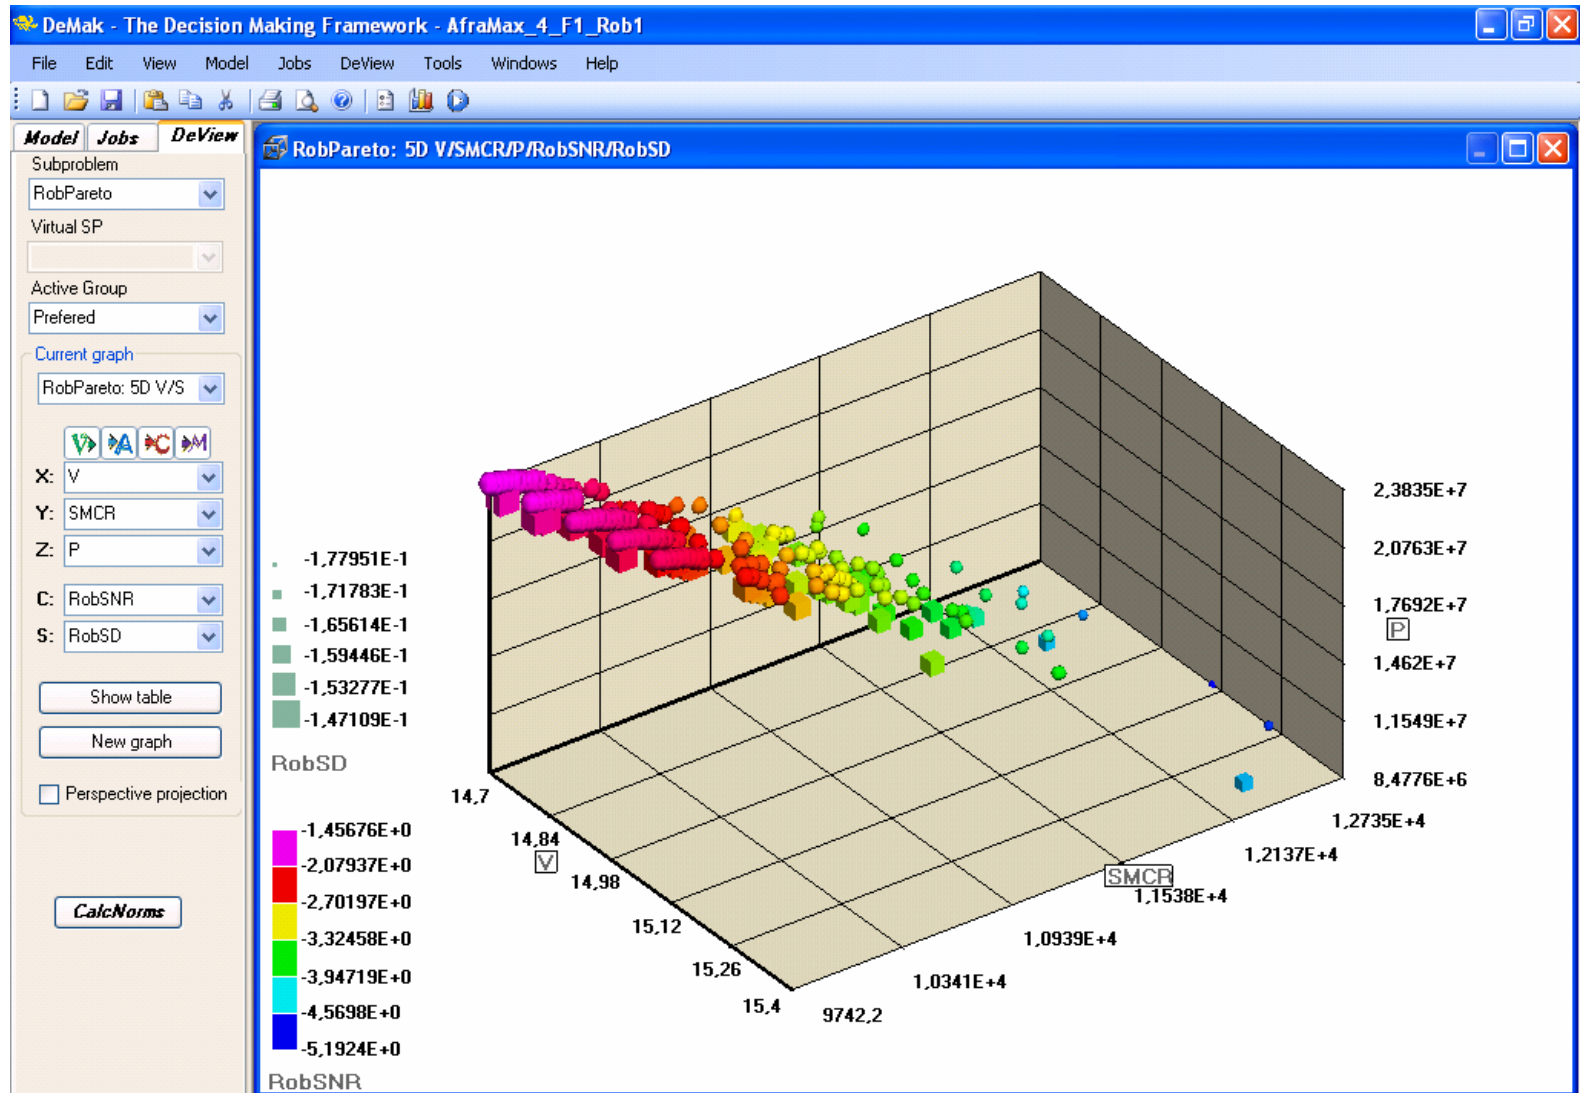 DeMak - The Decision Making Framework - AfraMax_4_F1_Rob1
File Edit View Model Jobs DeView Tools Windows Help
Model Jobs DeView
Subproblem
RobPareto
Virtual SP
Active Group
Prefered
Current graph
RobPareto: 5D V/S
V A C M
X: V
Y: SMCR
Z: P
C: RobSNR
S: RobSD
Show table
New graph
Perspective projection
CalcNorms
RobPareto: 5D V/SMCR/P/RobSNR/RobSD
-1,77951E-1
-1,71783E-1
-1,65614E-1
-1,59446E-1
-1,53277E-1
-1,47109E-1
RobSD
-1,45676E+0
-2,07937E+0
-2,70197E+0
-3,32458E+0
-3,94719E+0
-4,5698E+0
-5,1924E+0
RobSNR
14,7
14,84
V
14,98
15,12
15,26
15,4
9742,2
1,0341E+4
1,0939E+4
SMCR
1,1538E+4
1,2137E+4
1,2735E+4
2,3835E+7
2,0763E+7
1,7692E+7
P
1,462E+7
1,1549E+7
8,4776E+6